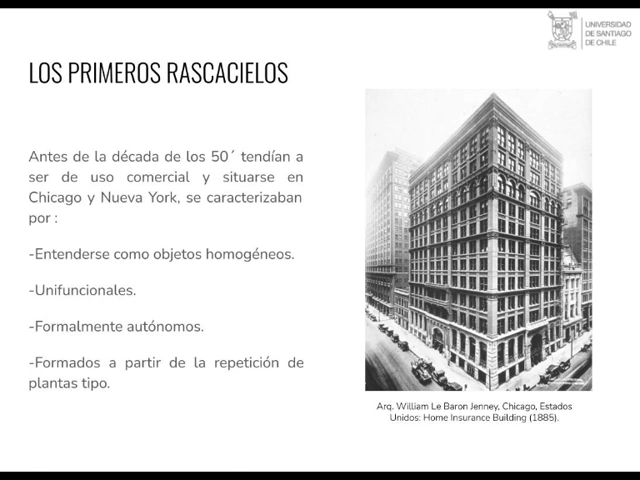 UNIVERSIDAD
DE SANTIAGO
DE CHILE
LOS PRIMEROS RASCACIELOS
Antes de la década de los 50´ tendían a
ser de uso comercial y situarse en
Chicago y Nueva York, se caracterizaban
por :
-Entenderse como objetos homogéneos.
-Unifuncionales.
-Formalmente autónomos.
-Formados a partir de la repetición de
plantas tipo.
Arq. William Le Baron Jenney, Chicago, Estados
Unidos: Home Insurance Building (1885).